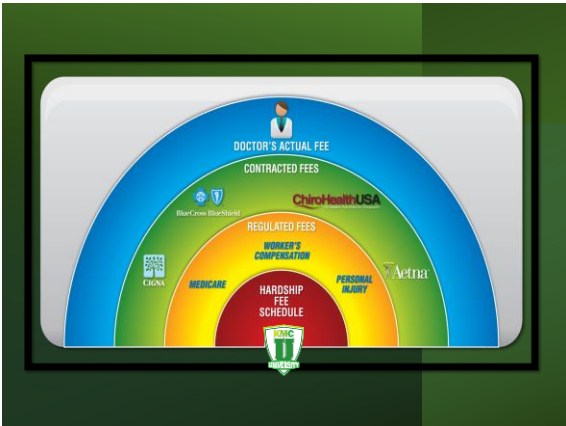 DOCTOR'S ACTUAL FEE
CONTRACTED FEES
BlueCross BlueShield
ChiroHealthUSA
REGULATED FEES
WORKER'S
COMPENSATION
CIGNA
MEDICARE
PERSONAL
INJURY
Aetna
HARDSHIP
FEE
SCHEDULE
KMC
U
UNIVERSITY